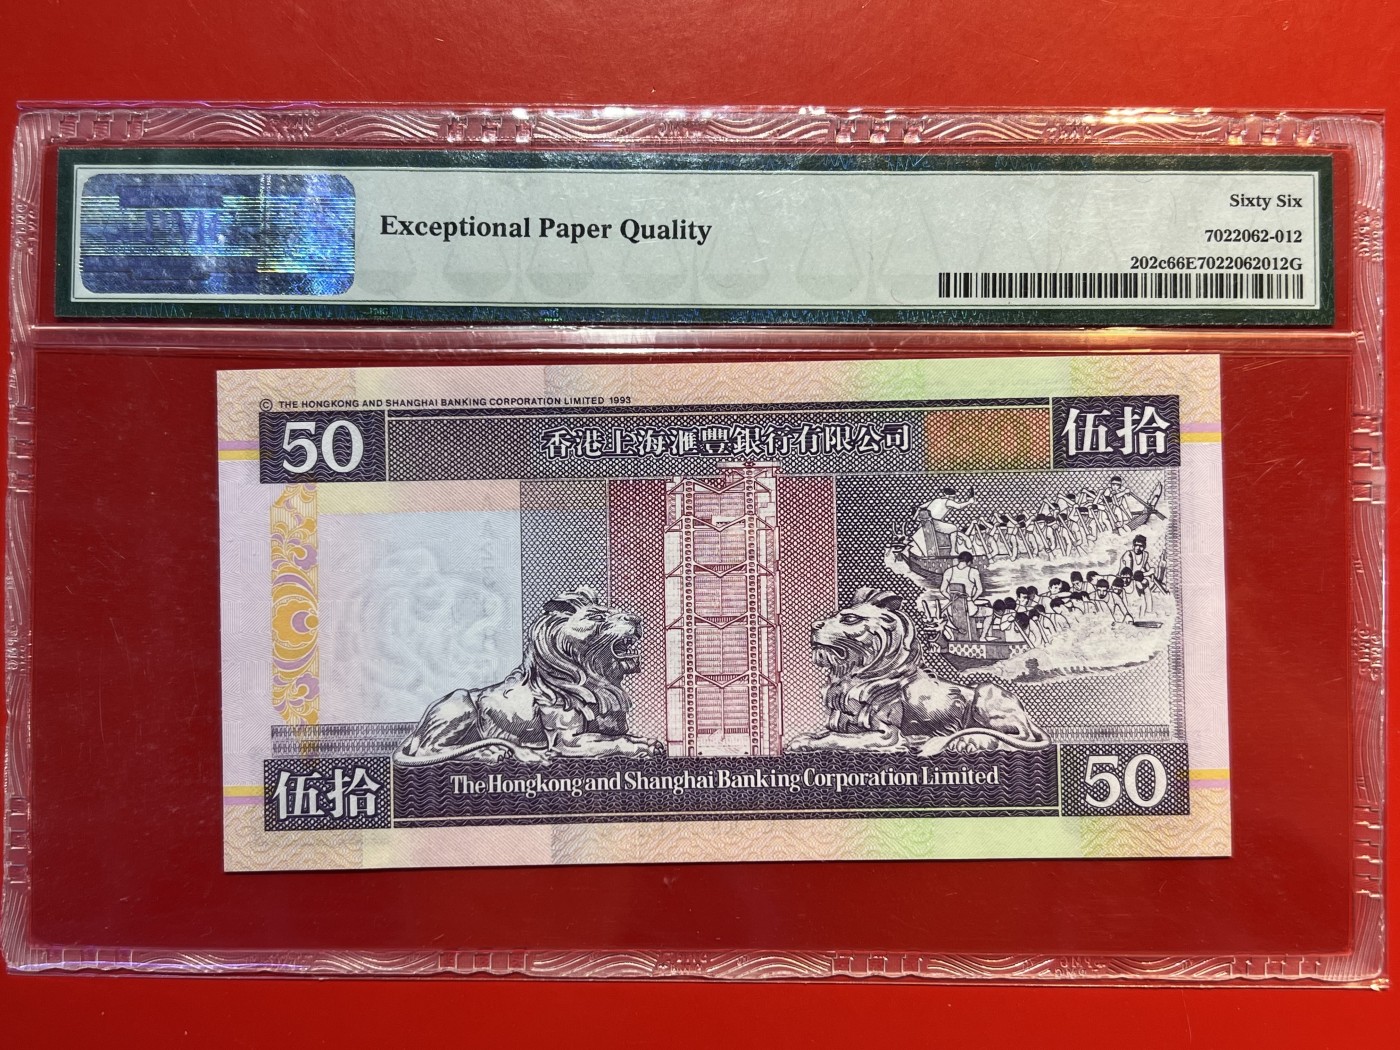 Exceptional Paper Quality
Sixty Six
7022062-012
202c66E7022062012G
© THE HONGKONG AND SHANGHAI BANKING CORPORATION LIMITED 1993
50
香港上海滙豐銀行有限公司
伍拾
伍拾
The Hongkong and Shanghai Banking Corporation Limited
50